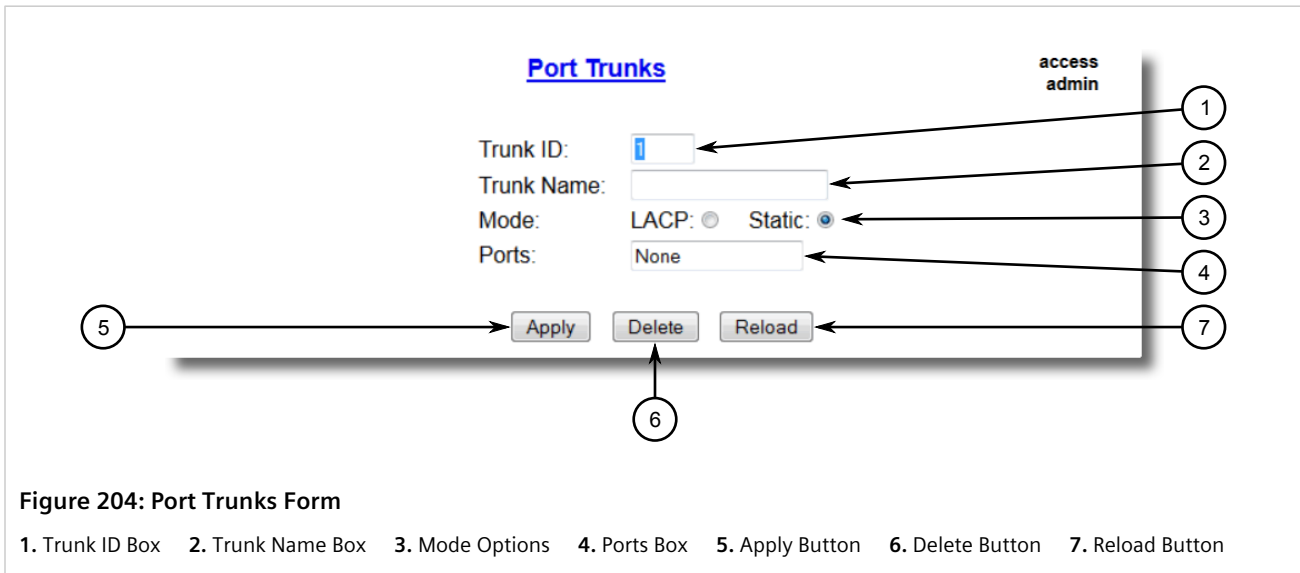 Port Trunks
access
admin
1
Trunk ID: 1
2
Trunk Name:
Mode: LACP: Static:
3
Ports: None
4
5
Apply Delete Reload
7
6
Figure 204: Port Trunks Form
1. Trunk ID Box 2. Trunk Name Box 3. Mode Options 4. Ports Box 5. Apply Button 6. Delete Button 7. Reload Button